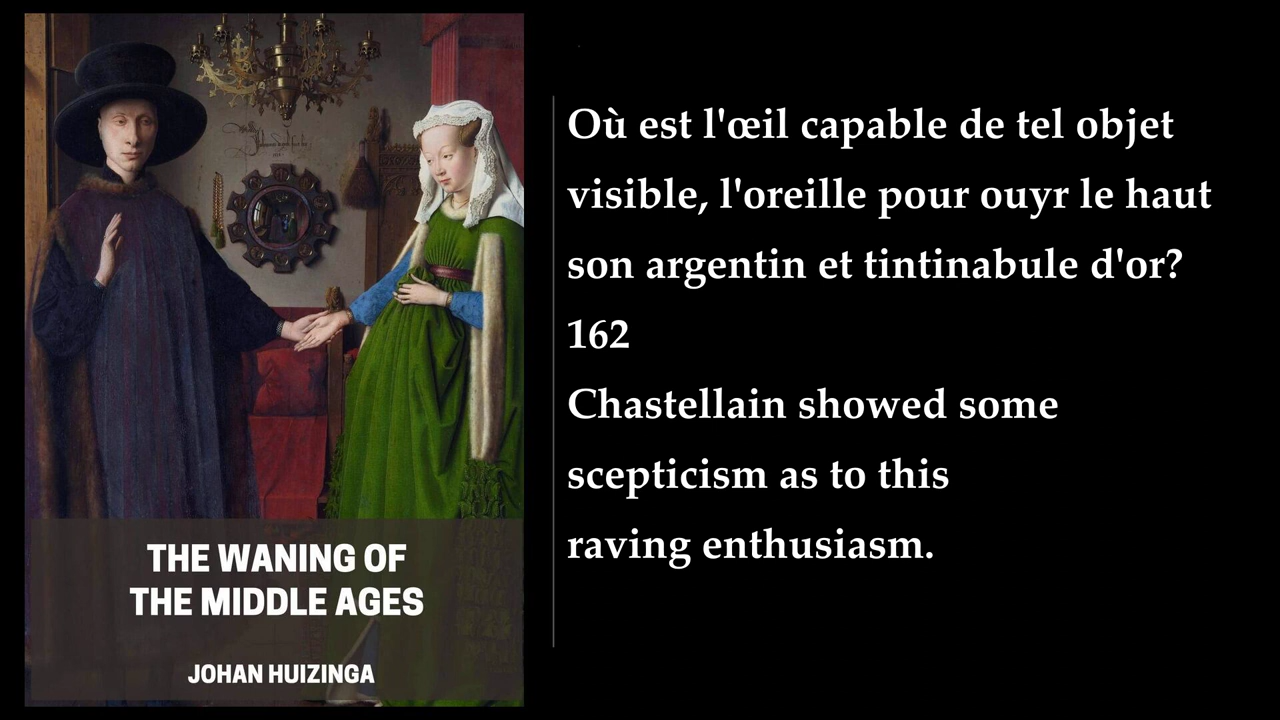 THE WANING OF
THE MIDDLE AGES
JOHAN HUIZINGA
Où est l'œil capable de tel objet
visible, l'oreille pour ouyr le haut
son argentin et tintinabule d'or?
162
Chastellain showed some
scepticism as to this
raving enthusiasm.